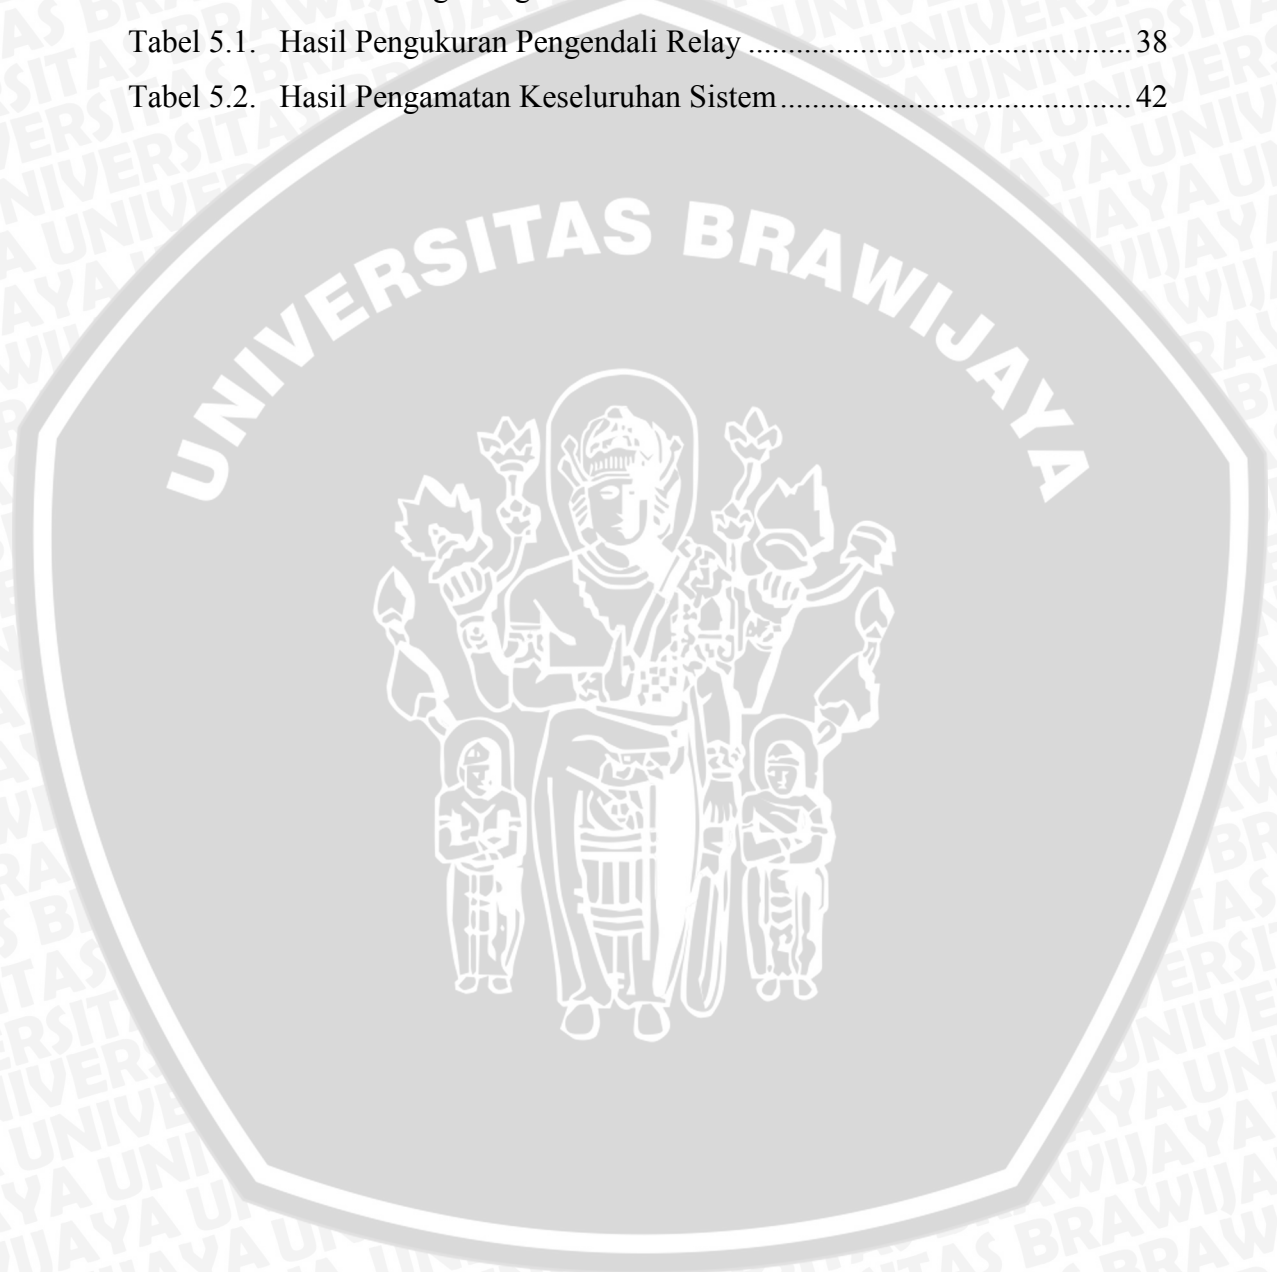 Tabel 5.1. Hasil Pengukuran Pengendali Relay ................................................ 38
Tabel 5.2. Hasil Pengamatan Keseluruhan Sistem ............................................ 42
UNIVERSITAS BRAWIJAYA